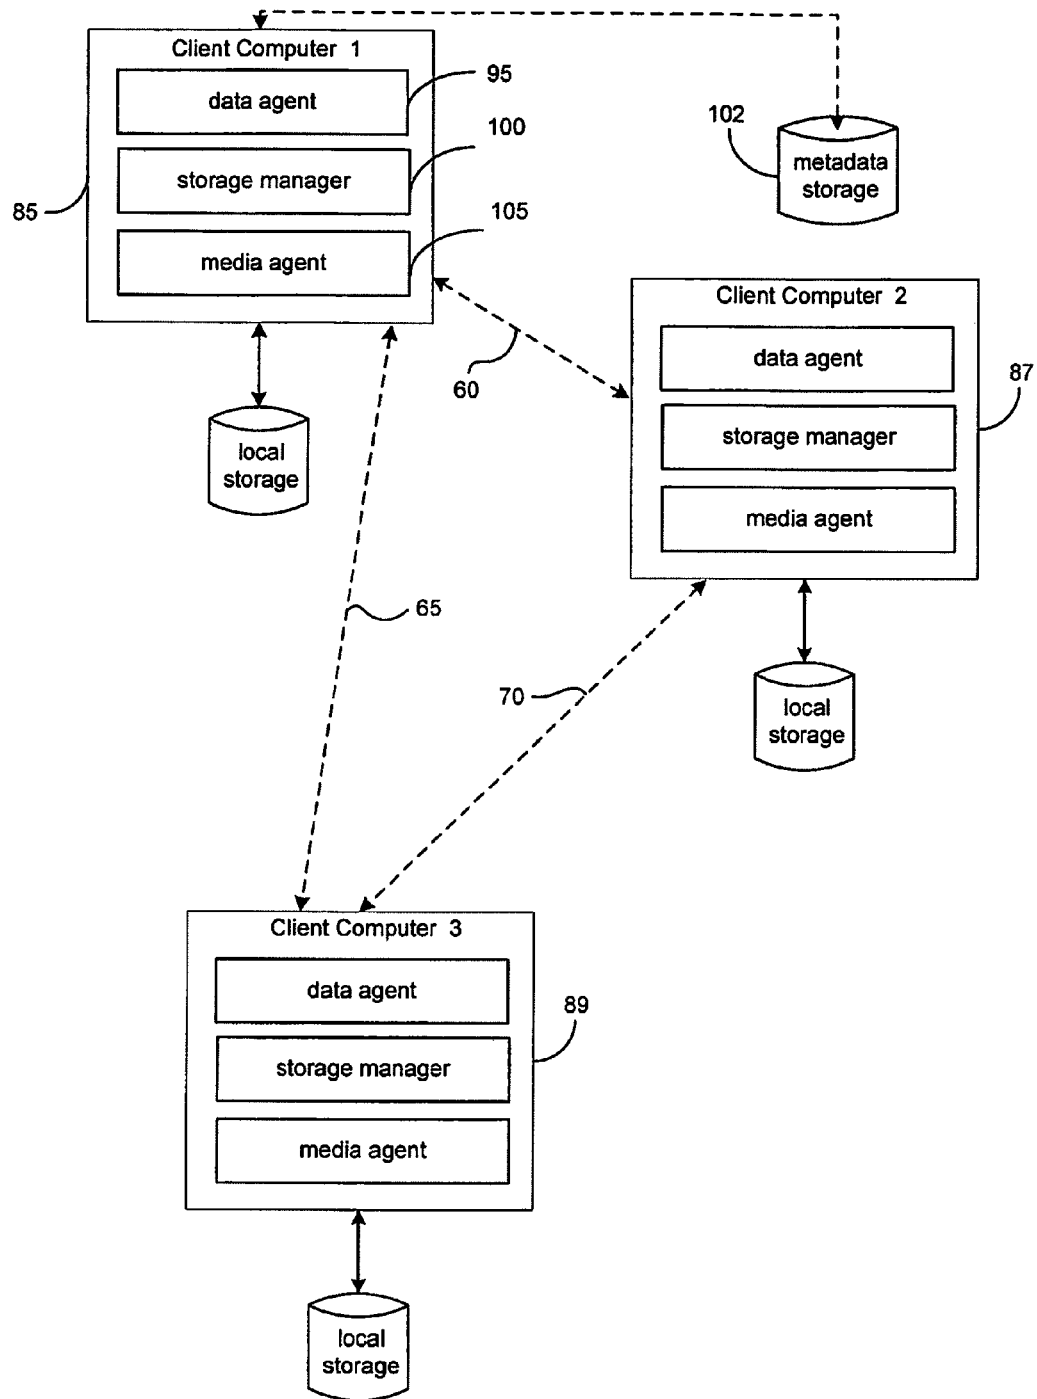 Client Computer 1
data agent
95
storage manager
100
media agent
105
85
102
metadata
storage
60
local
storage
Client Computer 2
data agent
87
storage manager
media agent
65
70
local
storage
Client Computer 3
data agent
89
storage manager
media agent
local
storage